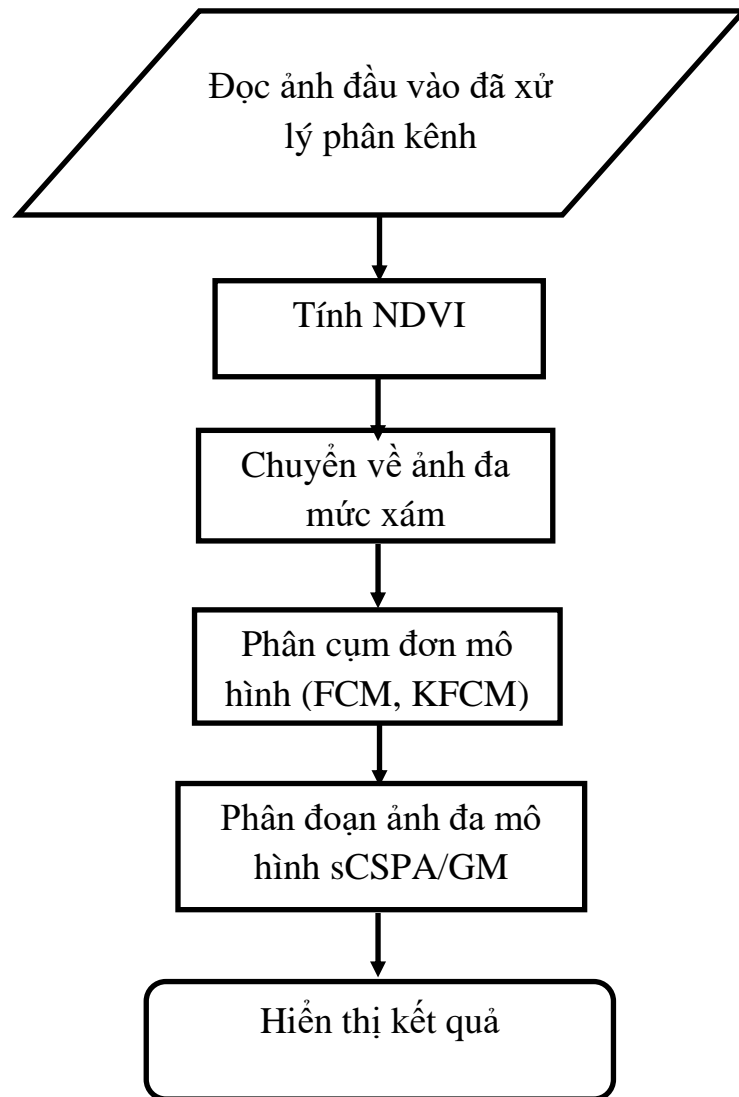 Đọc ảnh đầu vào đã xử
lý phân kênh
Tính NDVI
Chuyển về ảnh đa
mức xám
Phân cụm đơn mô
hình (FCM, KFCM)
Phân đoạn ảnh đa mô
hình sCSPA/GM
Hiển thị kết quả